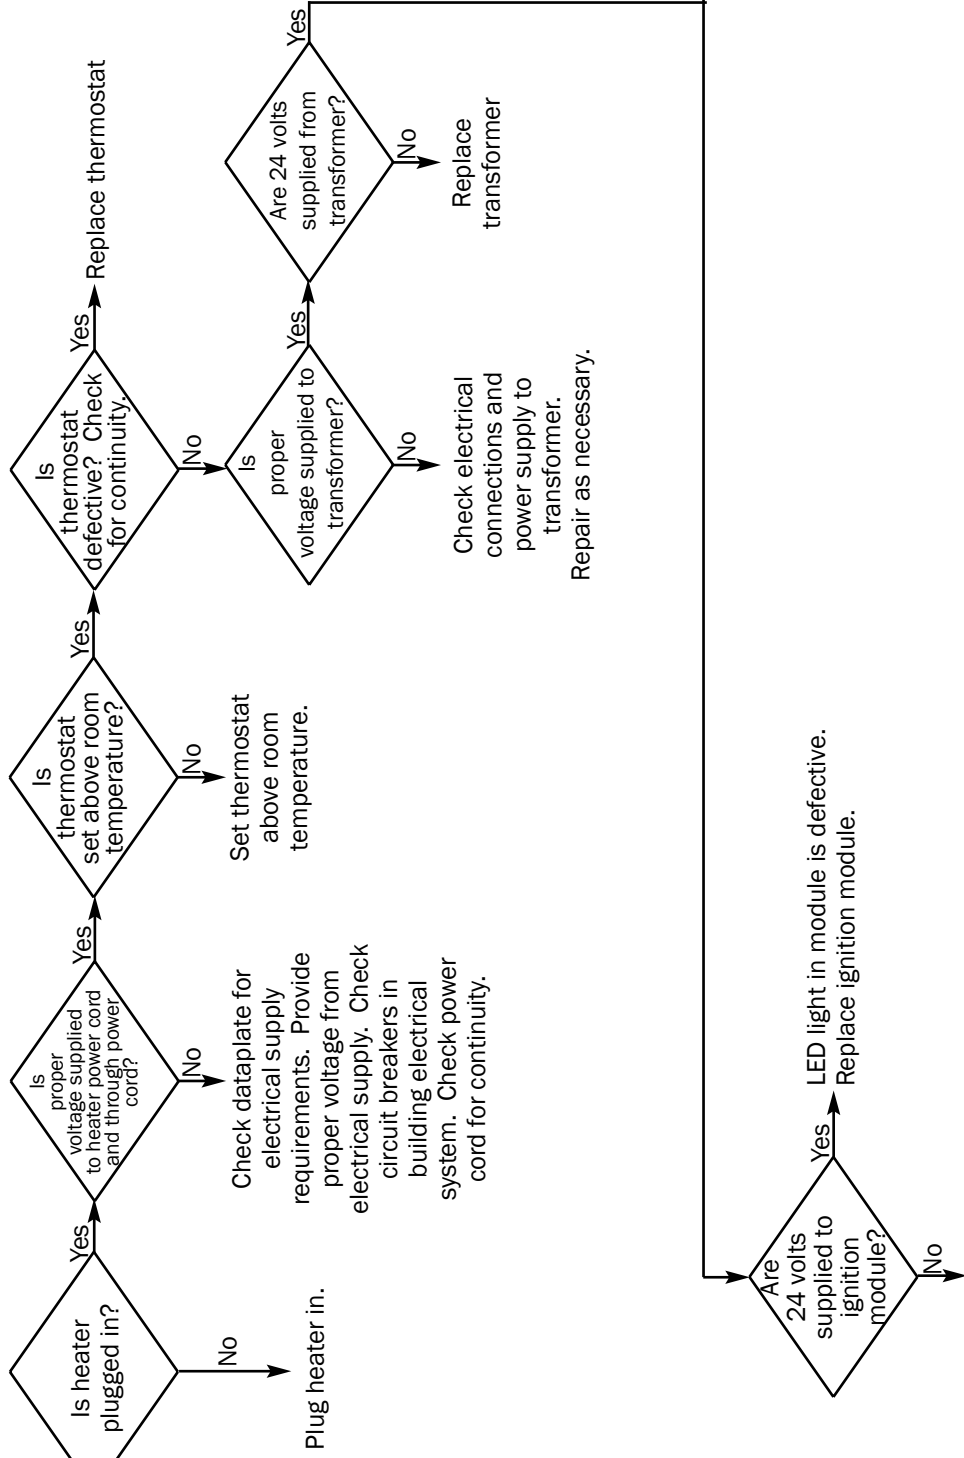 Is heater
plugged in?
Yes
No
Plug heater in.
Is
proper
voltage supplied
to heater power cord
and through power
cord?
Yes
No
Check dataplate for
electrical supply
requirements. Provide
proper voltage from
electrical supply. Check
circuit breakers in
building electrical
system. Check power
cord for continuity.
Is
thermostat
set above room
temperature?
Yes
No
Set thermostat
above room
temperature.
Is
thermostat
defective? Check
for continuity.
Yes
Replace thermostat
No
Is
proper
voltage supplied to
transformer?
Yes
No
Check electrical
connections and
power supply to
transformer.
Repair as necessary.
Are 24 volts
supplied from
transformer?
Yes
No
Replace
transformer
Are
24 volts
supplied to
ignition
module?
Yes
LED light in module is defective.
Replace ignition module.
No